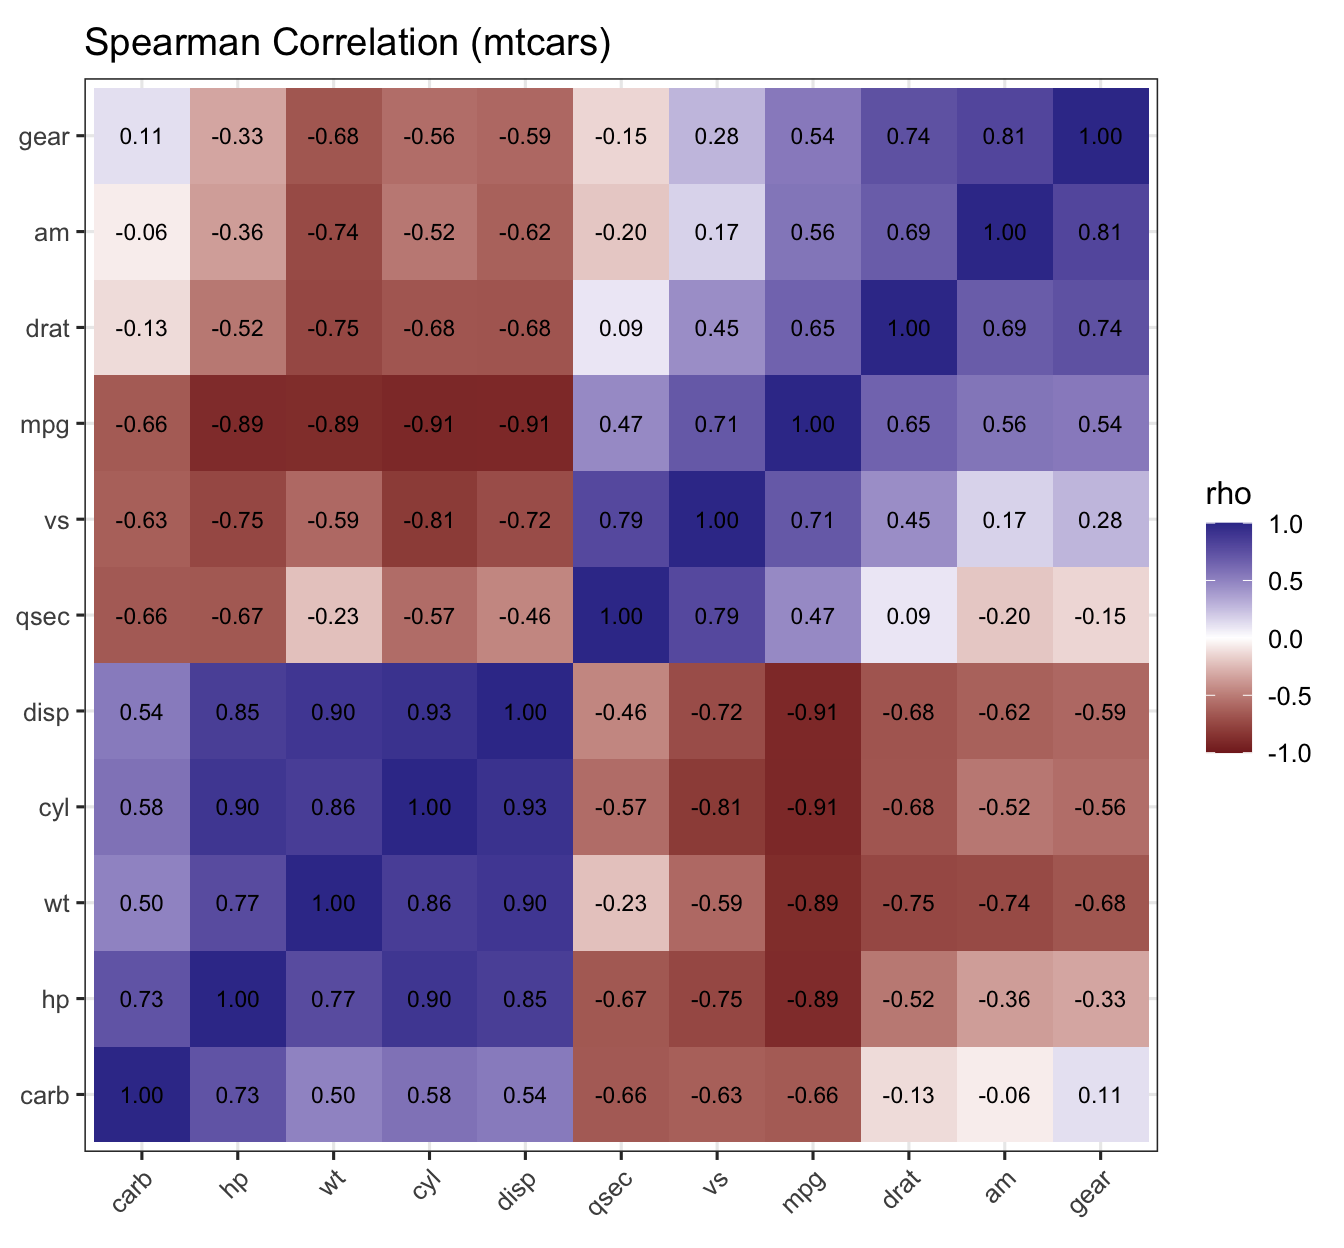 Spearman Correlation (mtcars)
gear 0.11 -0.33 -0.68 -0.56 -0.59 -0.15 0.28 0.54 0.74 0.81 1.00
am -0.06 -0.36 -0.74 -0.52 -0.62 -0.20 0.17 0.56 0.69 1.00 0.81
drat -0.13 -0.52 -0.75 -0.68 -0.68 0.09 0.45 0.65 1.00 0.69 0.74
mpg -0.66 -0.89 -0.89 -0.91 -0.91 0.47 0.71 1.00 0.65 0.56 0.54
vs -0.63 -0.75 -0.59 -0.81 -0.72 0.79 1.00 0.71 0.45 0.17 0.28
qsec -0.66 -0.67 -0.23 -0.57 -0.46 1.00 0.79 0.47 0.09 -0.20 -0.15
disp 0.54 0.85 0.90 0.93 1.00 -0.46 -0.72 -0.91 -0.68 -0.62 -0.59
cyl 0.58 0.90 0.86 1.00 0.93 -0.57 -0.81 -0.91 -0.68 -0.52 -0.56
wt 0.50 0.77 1.00 0.86 0.90 -0.23 -0.59 -0.89 -0.75 -0.74 -0.68
hp 0.73 1.00 0.77 0.90 0.85 -0.67 -0.75 -0.89 -0.52 -0.36 -0.33
carb 1.00 0.73 0.50 0.58 0.54 -0.66 -0.63 -0.66 -0.13 -0.06 0.11
carb hp wt cyl disp qsec vs mpg drat am gear
rho
1.0
0.5
0.0
-0.5
-1.0